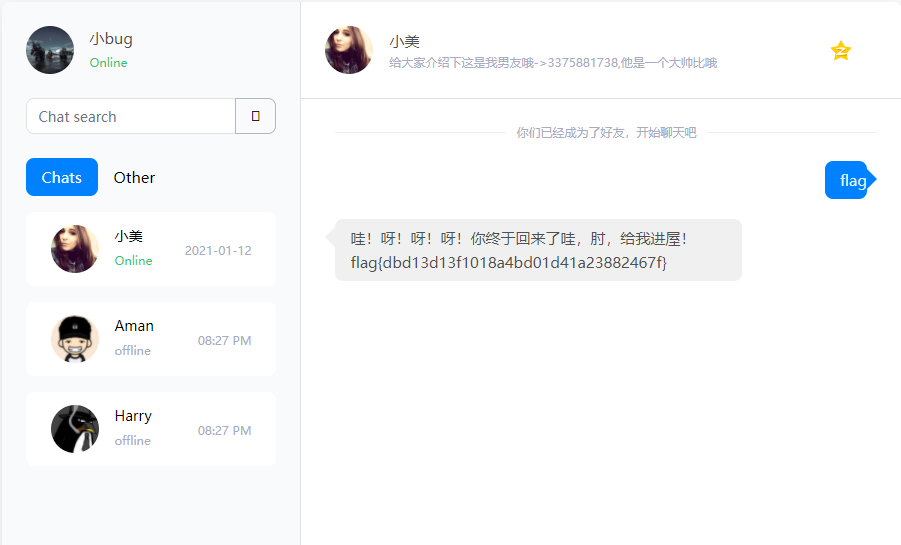 小bug
Online
Chat search
Chats
Other
小美
2021-01-12
Online
Aman
08:27 PM
offline
Harry
08:27 PM
offline
小美
给大家介绍下这是我男友哦->3375881738,他是一个大帅比哦
你们已经成为了好友，开始聊天吧
flag
哇！呀！呀！呀！你终于回来了哇，肘，给我进屋！
flag{dbd13d13f1018a4bd01d41a23882467f}